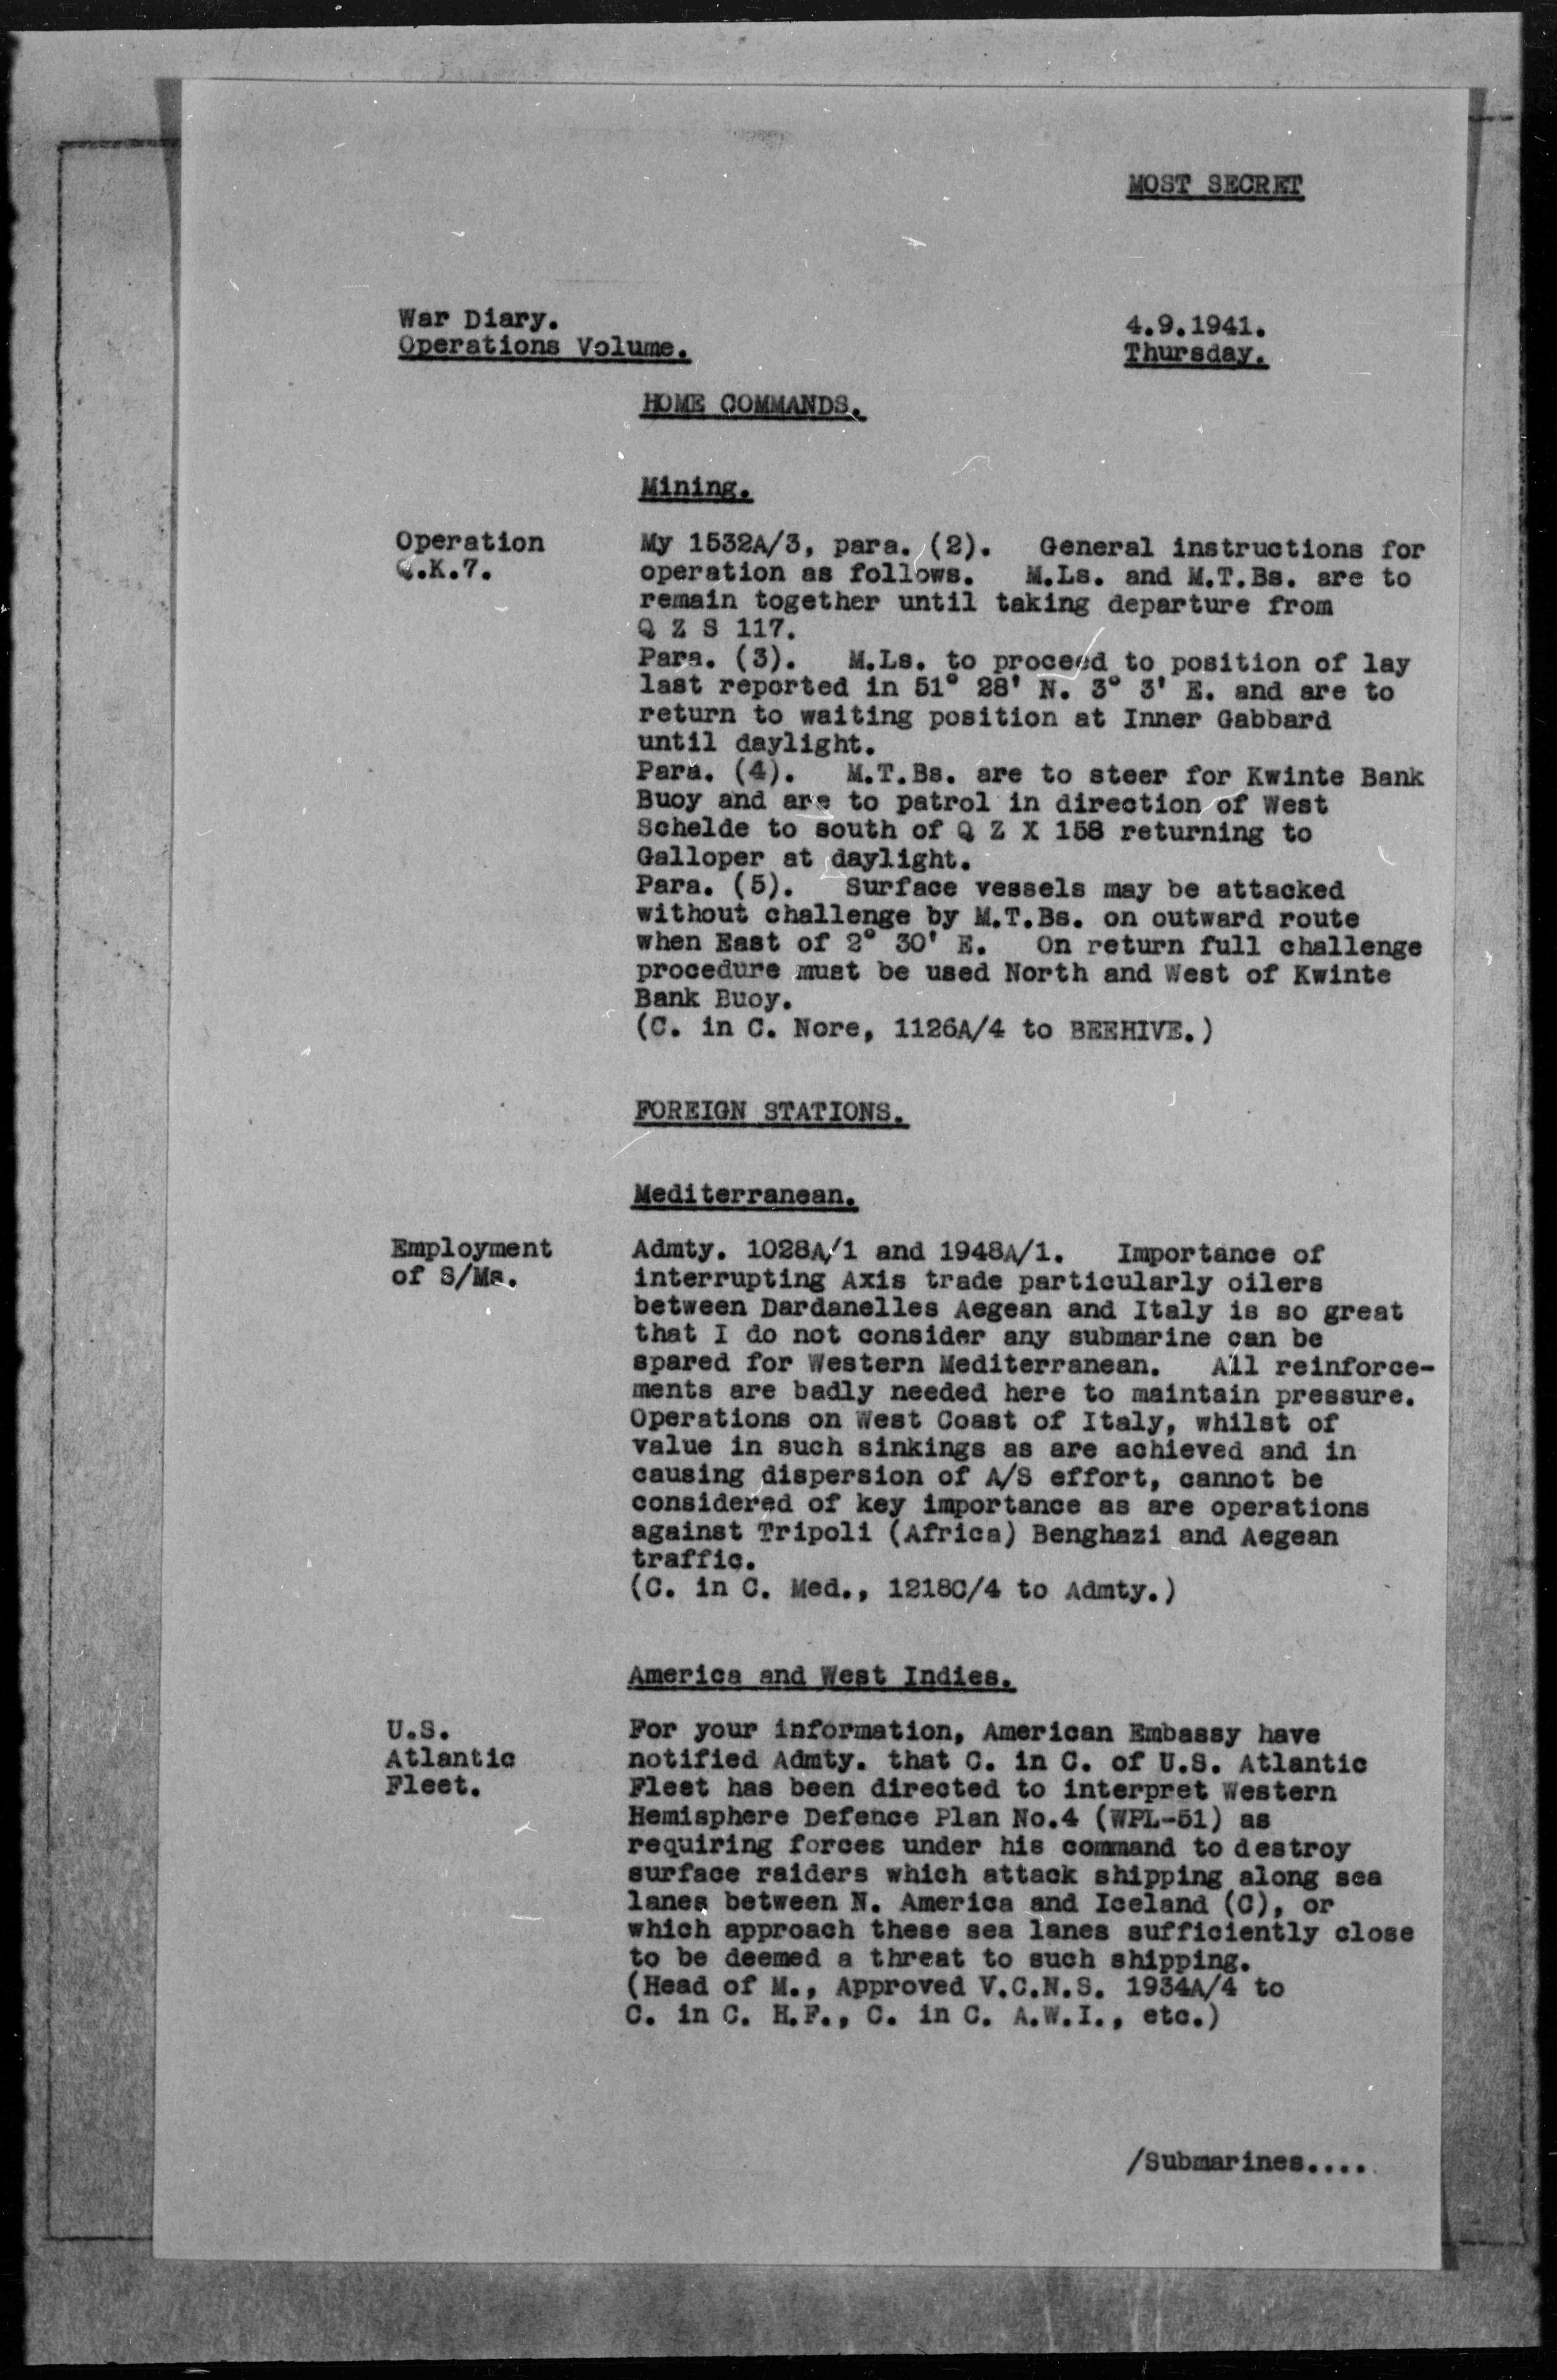 MOST SECRET
War Diary.
Operations Volume.
4.9.1941.
Thursday.
HOME COMMANDS.
Mining.
Operation
Q.K.7.
My 1532A/3, para. (2). General instructions for
operation as follows. M.Ls. and M.T.Bs. are to
remain together until taking departure from
Q Z S 117.
Para. (3). M.Ls. to proceed to position of lay
last reported in 51° 28' N. 3° 3' E. and are to
return to waiting position at Inner Gabbard
until daylight.
Para. (4). M.T.Bs. are to steer for Kwinte Bank
Buoy and are to patrol in direction of West
Schelde to south of Q Z X 158 returning to
Galloper at daylight.
Para. (5). Surface vessels may be attacked
without challenge by M.T.Bs. on outward route
when East of 2° 30' E. On return full challenge
procedure must be used North and West of Kwinte
Bank Buoy.
(C. in C. Nore, 1126A/4 to BEEHIVE.)
FOREIGN STATIONS.
Mediterranean.
Employment
of S/Ms.
Admty. 1028A/1 and 1948A/1. Importance of
interrupting Axis trade particularly oilers
between Dardanelles Aegean and Italy is so great
that I do not consider any submarine can be
spared for Western Mediterranean. All reinforce-
ments are badly needed here to maintain pressure.
Operations on West Coast of Italy, whilst of
value in such sinkings as are achieved and in
causing dispersion of A/S effort, cannot be
considered of key importance as are operations
against Tripoli (Africa) Benghazi and Aegean
traffic.
(C. in C. Med., 1218C/4 to Admty.)
America and West Indies.
U.S.
Atlantic
Fleet.
For your information, American Embassy have
notified Admty. that C. in C. of U.S. Atlantic
Fleet has been directed to interpret Western
Hemisphere Defence Plan No.4 (WPL-51) as
requiring forces under his command to destroy
surface raiders which attack shipping along sea
lanes between N. America and Iceland (C), or
which approach these sea lanes sufficiently close
to be deemed a threat to such shipping.
(Head of M., Approved V.C.N.S. 1934A/4 to
C. in C. H.F., C. in C. A.W.I., etc.)
/Submarines....